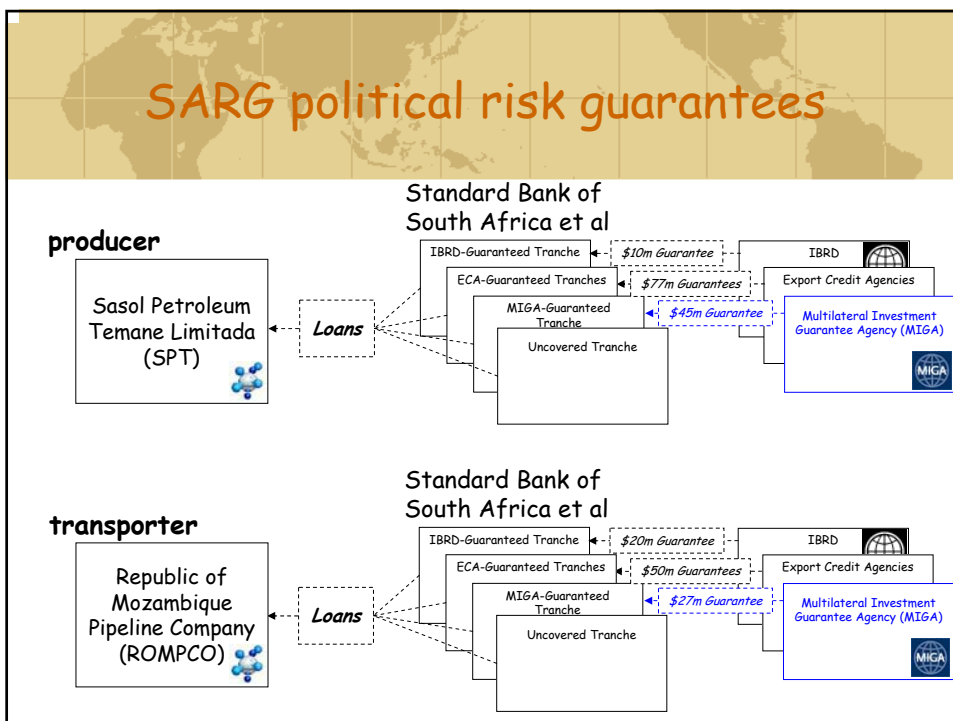 SARG political risk guarantees
producer
Sasol Petroleum
Temane Limitada
(SPT)
Loans
Standard Bank of
South Africa et al
IBRD-Guaranteed Tranche
ECA-Guaranteed Tranches
MIGA-Guaranteed
Tranche
Uncovered Tranche
$10m Guarantee
$77m Guarantees
$45m Guarantee
IBRD
Export Credit Agencies
Multilateral Investment
Guarantee Agency (MIGA)
MIGA
transporter
Republic of
Mozambique
Pipeline Company
(ROMPCO)
Loans
Standard Bank of
South Africa et al
IBRD-Guaranteed Tranche
ECA-Guaranteed Tranches
MIGA-Guaranteed
Tranche
Uncovered Tranche
$20m Guarantee
$50m Guarantees
$27m Guarantee
IBRD
Export Credit Agencies
Multilateral Investment
Guarantee Agency (MIGA)
MIGA